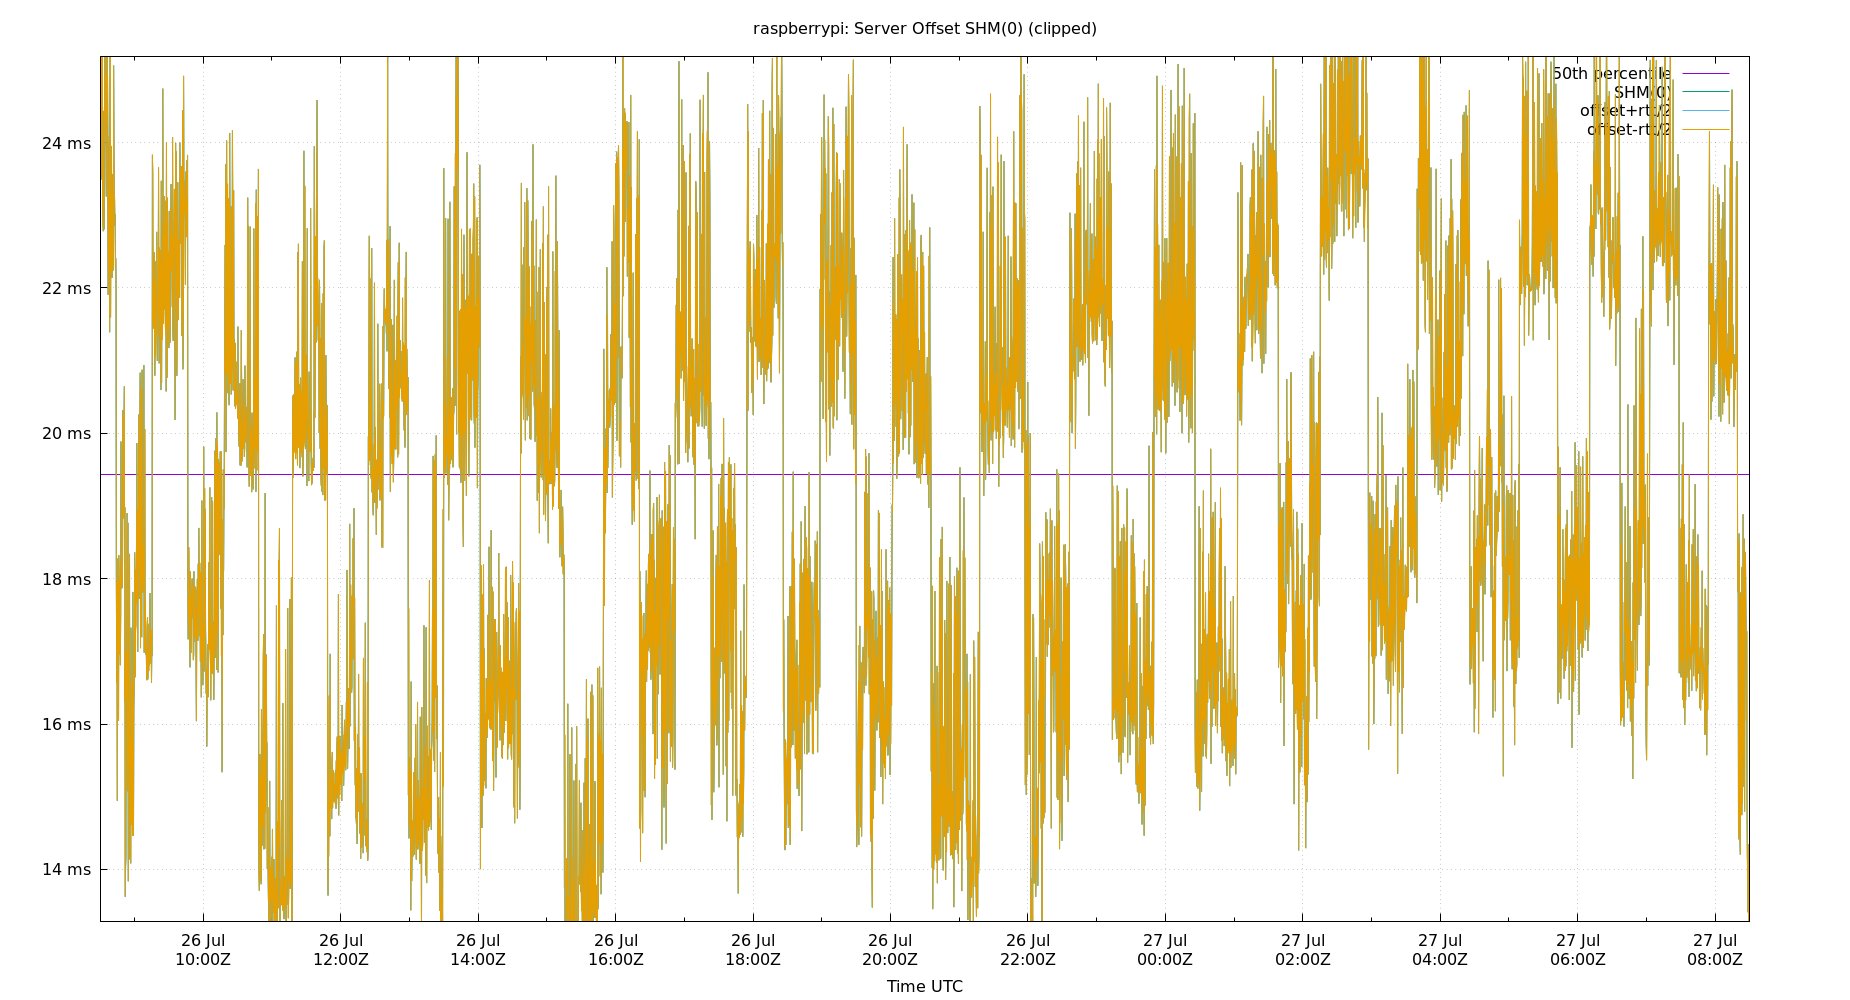 raspberrypi: Server Offset SHM(0) (clipped)
50th percentile
SHM(0)
offset+rtt/2
offset-rtt/2
24 ms
22 ms
20 ms
18 ms
16 ms
14 ms
26 Jul 26 Jul 26 Jul 26 Jul 26 Jul 26 Jul 26 Jul 27 Jul 27 Jul 27 Jul 27 Jul 27 Jul
10:00Z 12:00Z 14:00Z 16:00Z 18:00Z 20:00Z 22:00Z 00:00Z 02:00Z 04:00Z 06:00Z 08:00Z
Time UTC